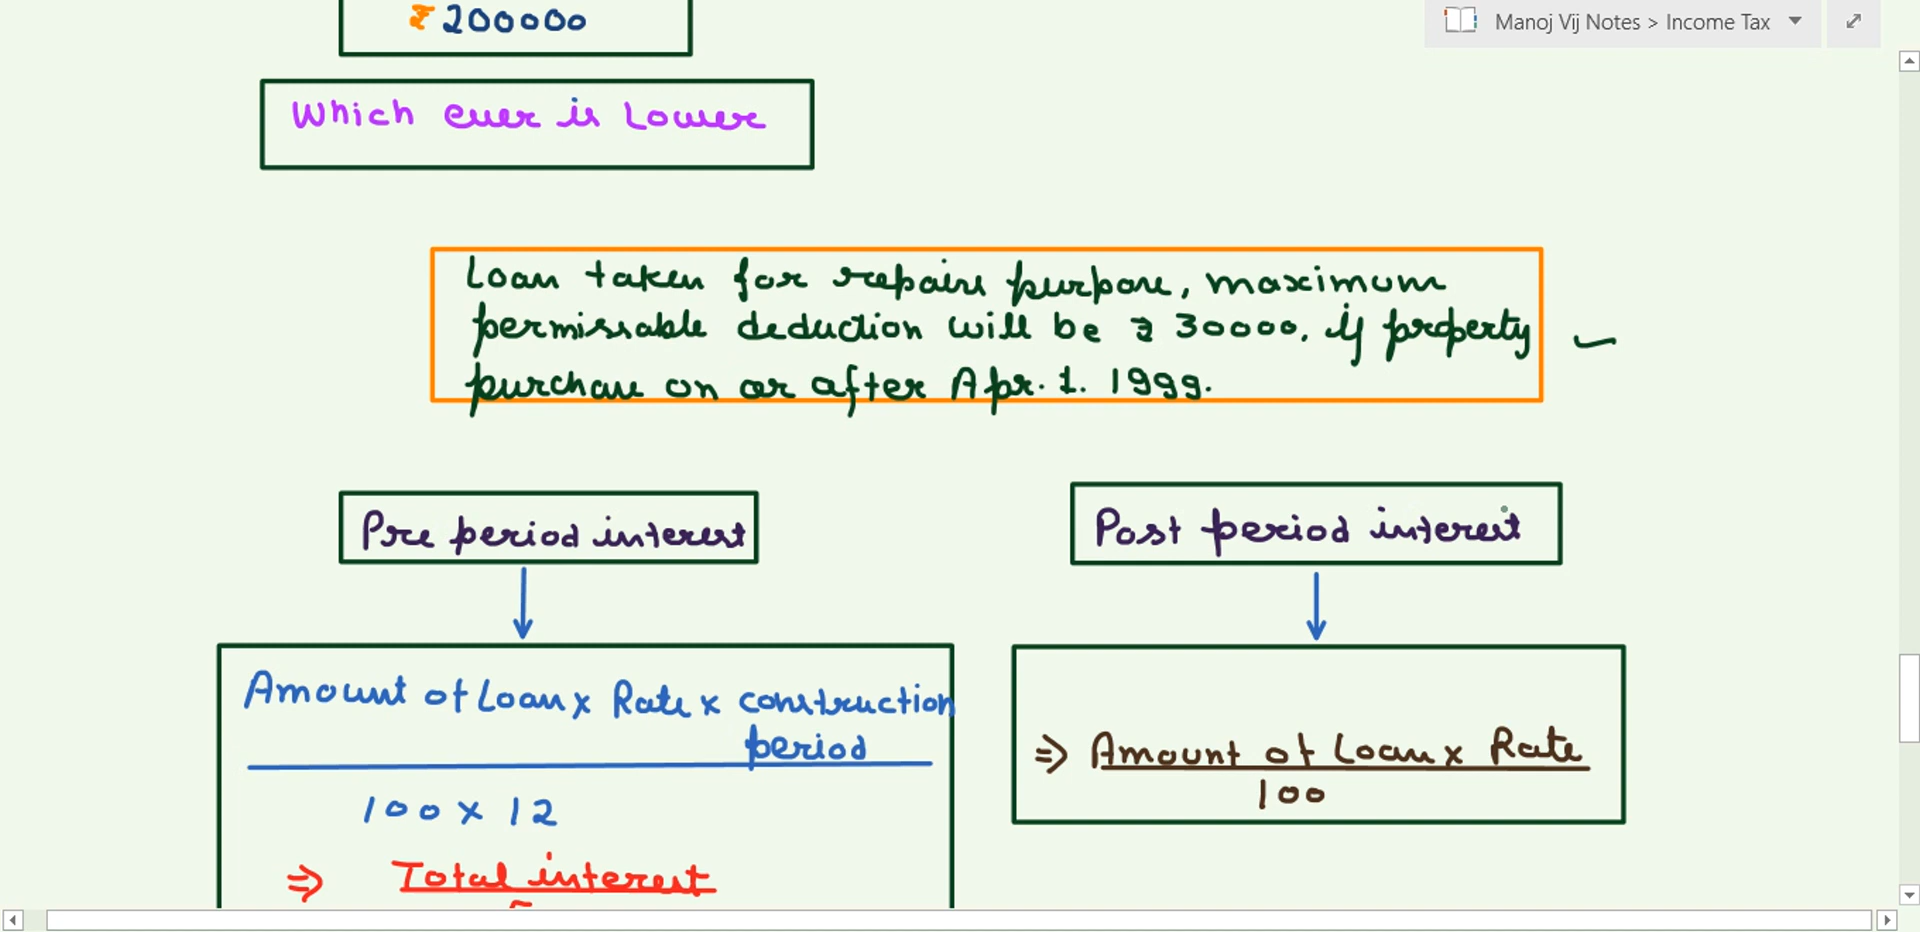 ₹ 200000
Manoj Vij Notes > Income Tax
Which ever is Lower
Loan taken for repairs purpose, maximum
permissable deduction will be ₹ 30000. if property
purchase on or after Apr. 1. 1999.
Pre period interest
Post period interest
Amount of Loan x Rate x construction
period
100 x 12
⇒ Total interest
⇒ Amount of Loan x Rate
100